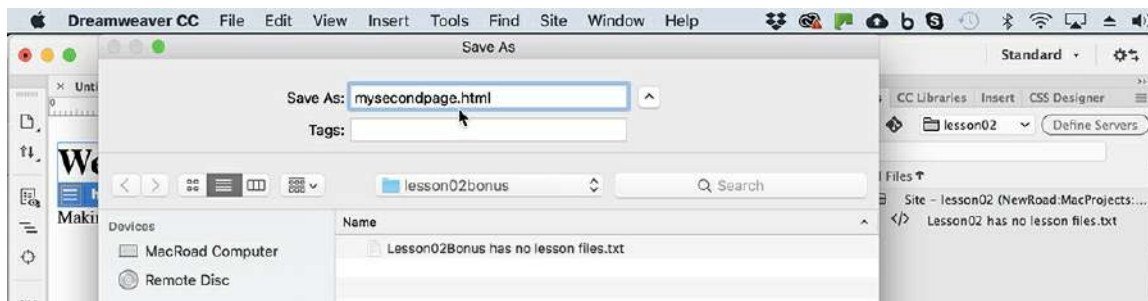 Dreamweaver CC File Edit View Insert Tools Find Site Window Help
Save As
Standard
× Unti
Save As: mysecondpage.html
CC Libraries Insert CSS Designer
lesson02
Define Servers
Tags:
lesson02bonus
Search
Files
Site - lesson02 (NewRoad:MacProjects:...
Makin
Devices
Name
</> Lesson02 has no lesson files.txt
MacRoad Computer
Lesson02Bonus has no lesson files.txt
Remote Disc